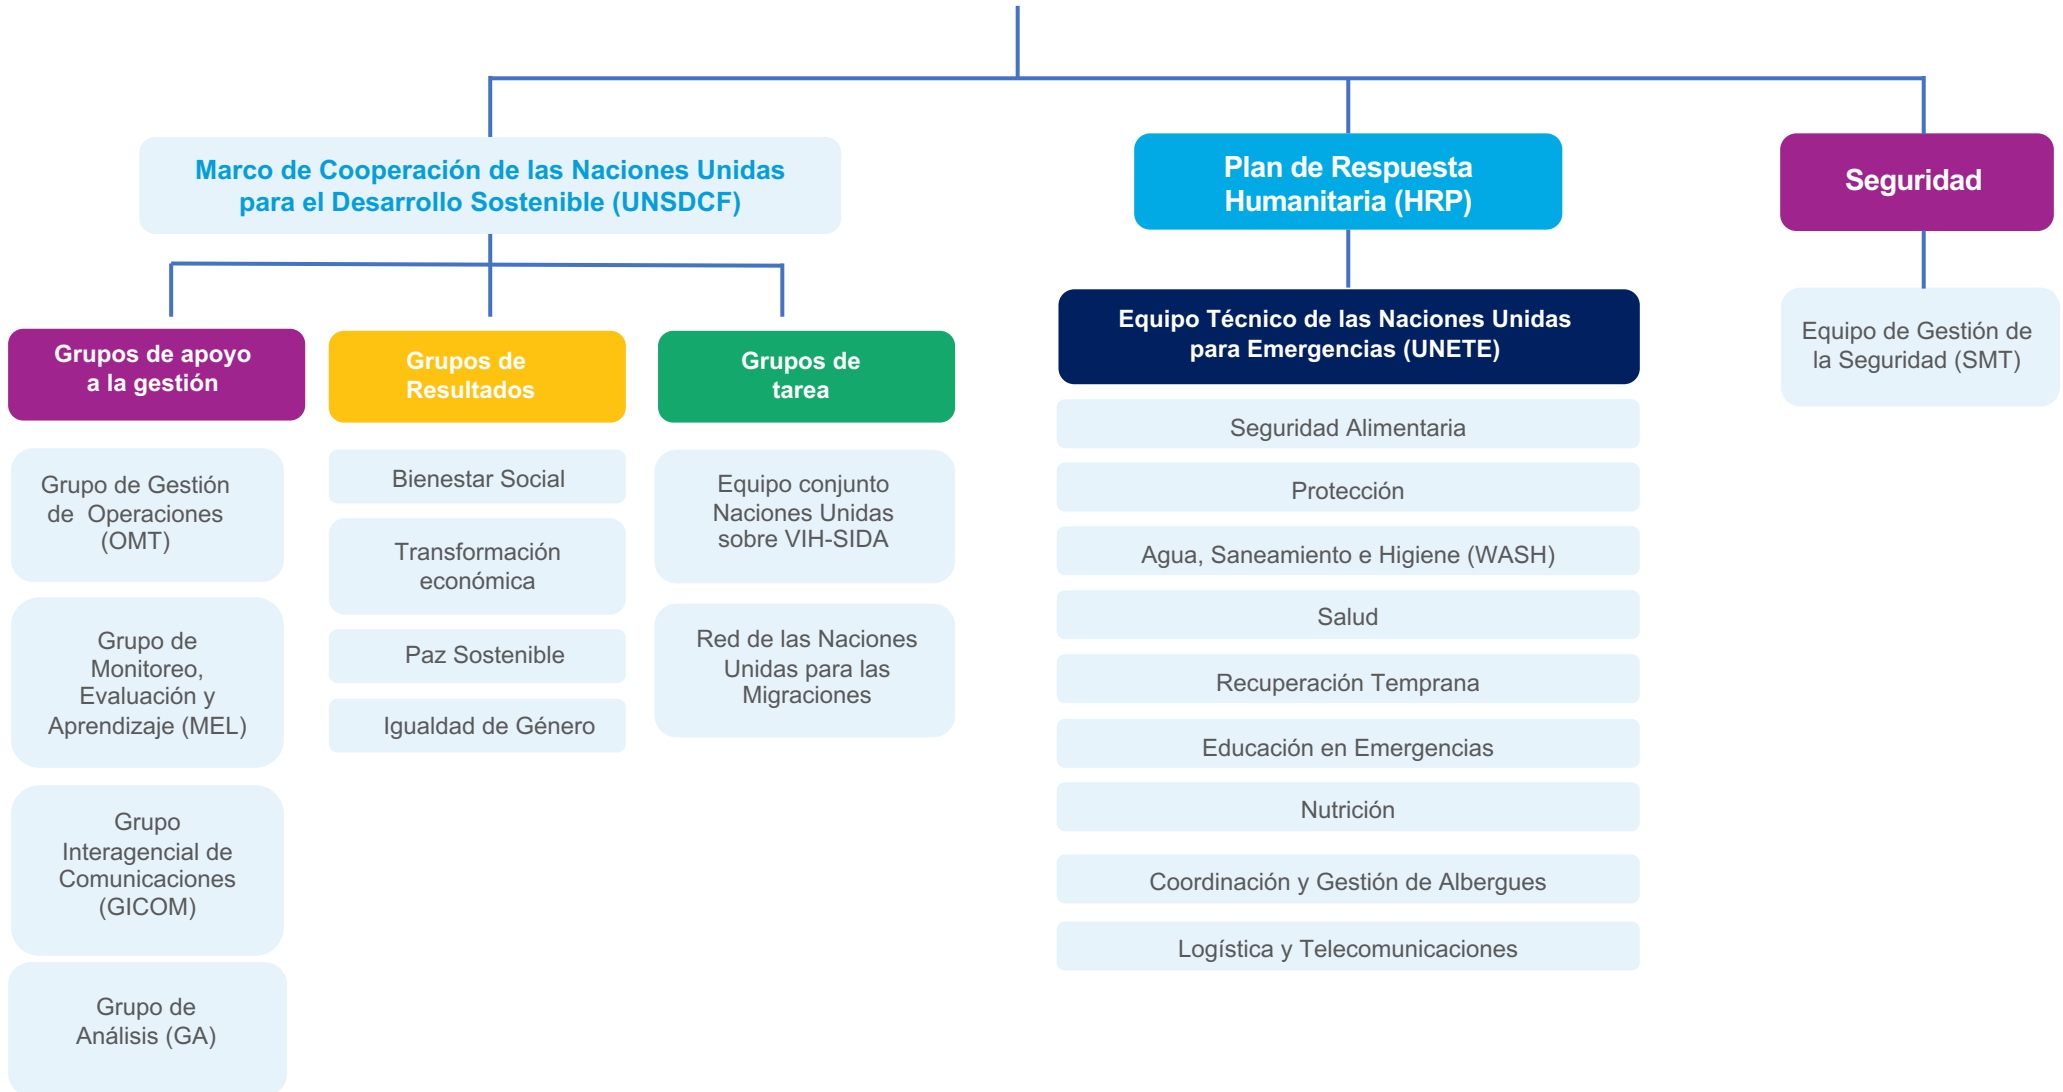 Marco de Cooperación de las Naciones Unidas
para el Desarrollo Sostenible (UNSDCF)
Plan de Respuesta
Humanitaria (HRP)
Seguridad
Grupos de apoyo
a la gestión
Grupo de Gestión
de Operaciones
(OMT)
Grupo de
Monitoreo,
Evaluación y
Aprendizaje (MEL)
Grupo
Interagencial de
Comunicaciones
(GICOM)
Grupo de
Análisis (GA)
Grupos de
Resultados
Bienestar Social
Transformación
económica
Paz Sostenible
Igualdad de Género
Grupos de
tarea
Equipo conjunto
Naciones Unidas
sobre VIH-SIDA
Red de las Naciones
Unidas para las
Migraciones
Equipo Técnico de las Naciones Unidas
para Emergencias (UNETE)
Seguridad Alimentaria
Protección
Agua, Saneamiento e Higiene (WASH)
Salud
Recuperación Temprana
Educación en Emergencias
Nutrición
Coordinación y Gestión de Albergues
Logística y Telecomunicaciones
Equipo de Gestión de
la Seguridad (SMT)